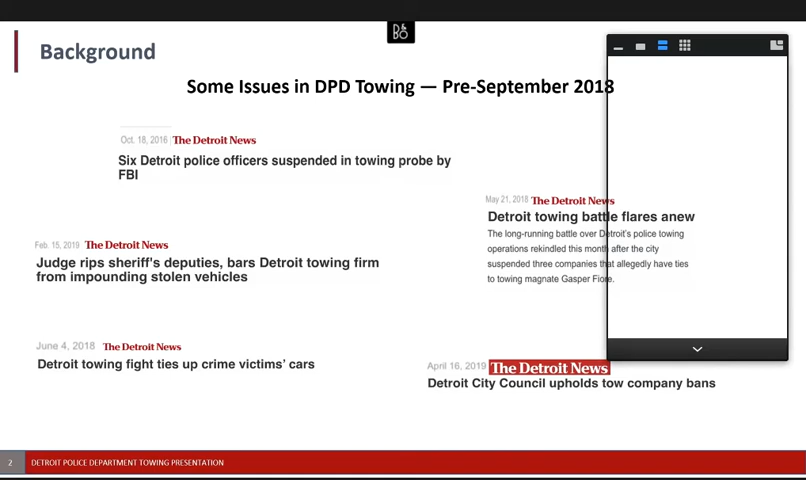 B&O
Background
Some Issues in DPD Towing — Pre-September 2018
Oct. 18, 2016 | The Detroit News
Six Detroit police officers suspended in towing probe by
FBI
May 21, 2018 The Detroit News
Detroit towing battle flares anew
The long-running battle over Detroit's police towing
operations rekindled this month after the city
suspended three companies that allegedly have ties
to towing magnate Gasper Fiore.
Feb. 15, 2019 The Detroit News
Judge rips sheriff's deputies, bars Detroit towing firm
from impounding stolen vehicles
June 4, 2018 The Detroit News
Detroit towing fight ties up crime victims' cars
April 16, 2019 The Detroit News
Detroit City Council upholds tow company bans
2 DETROIT POLICE DEPARTMENT TOWING PRESENTATION